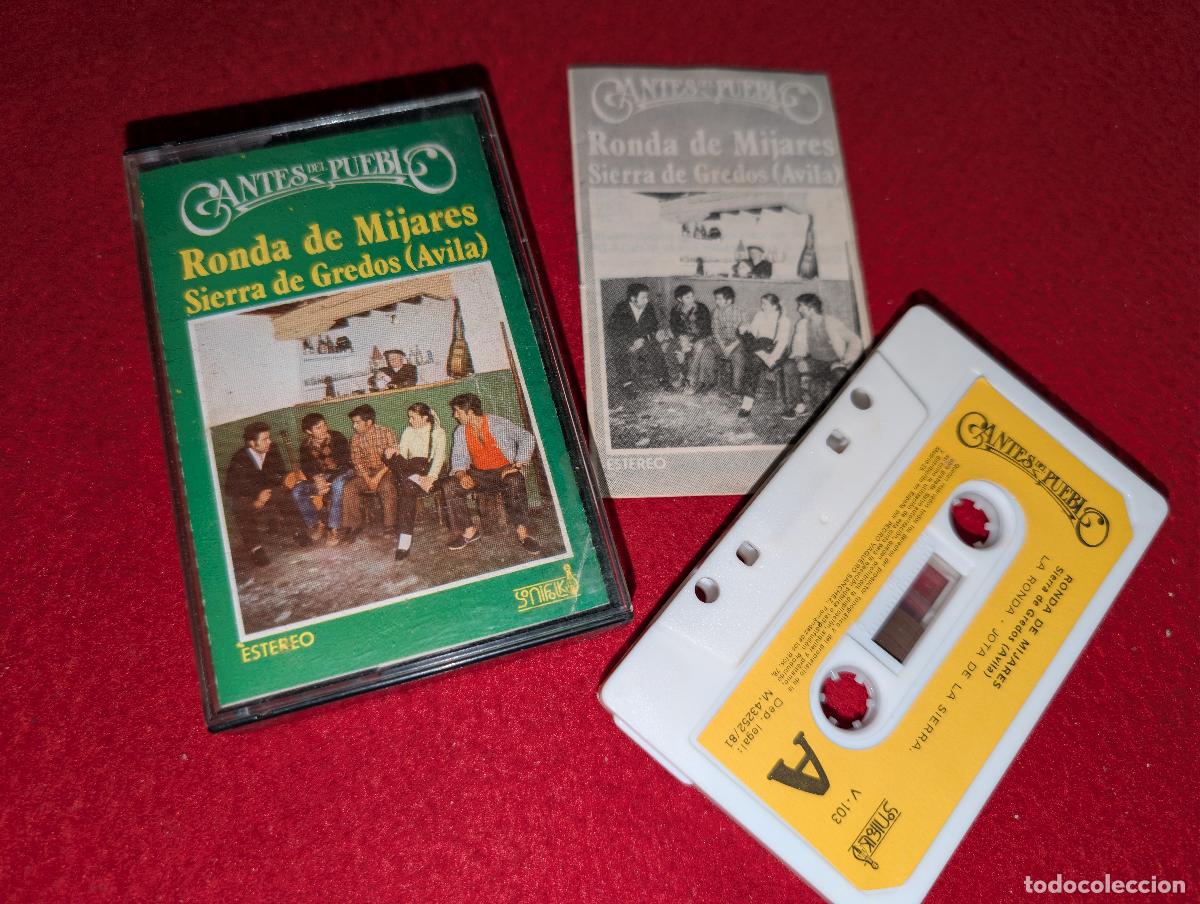 CANTES DEL PUEBLO
Ronda de Mijares
Sierra de Gredos (Avila)
SONIFOLK
ESTEREO
CANTES DEL PUEBLO
Ronda de Mijares
Sierra de Gredos (Avila)
ESTEREO
CANTES DEL PUEBLO
RONDA DE MIJARES
Sierra de Gredos (Avila)
LA RONDA - JOTA DE LA SIERRA.
Dep. legal:
M.43252/81
A
V-103
SONIFOLK
todocoleccion